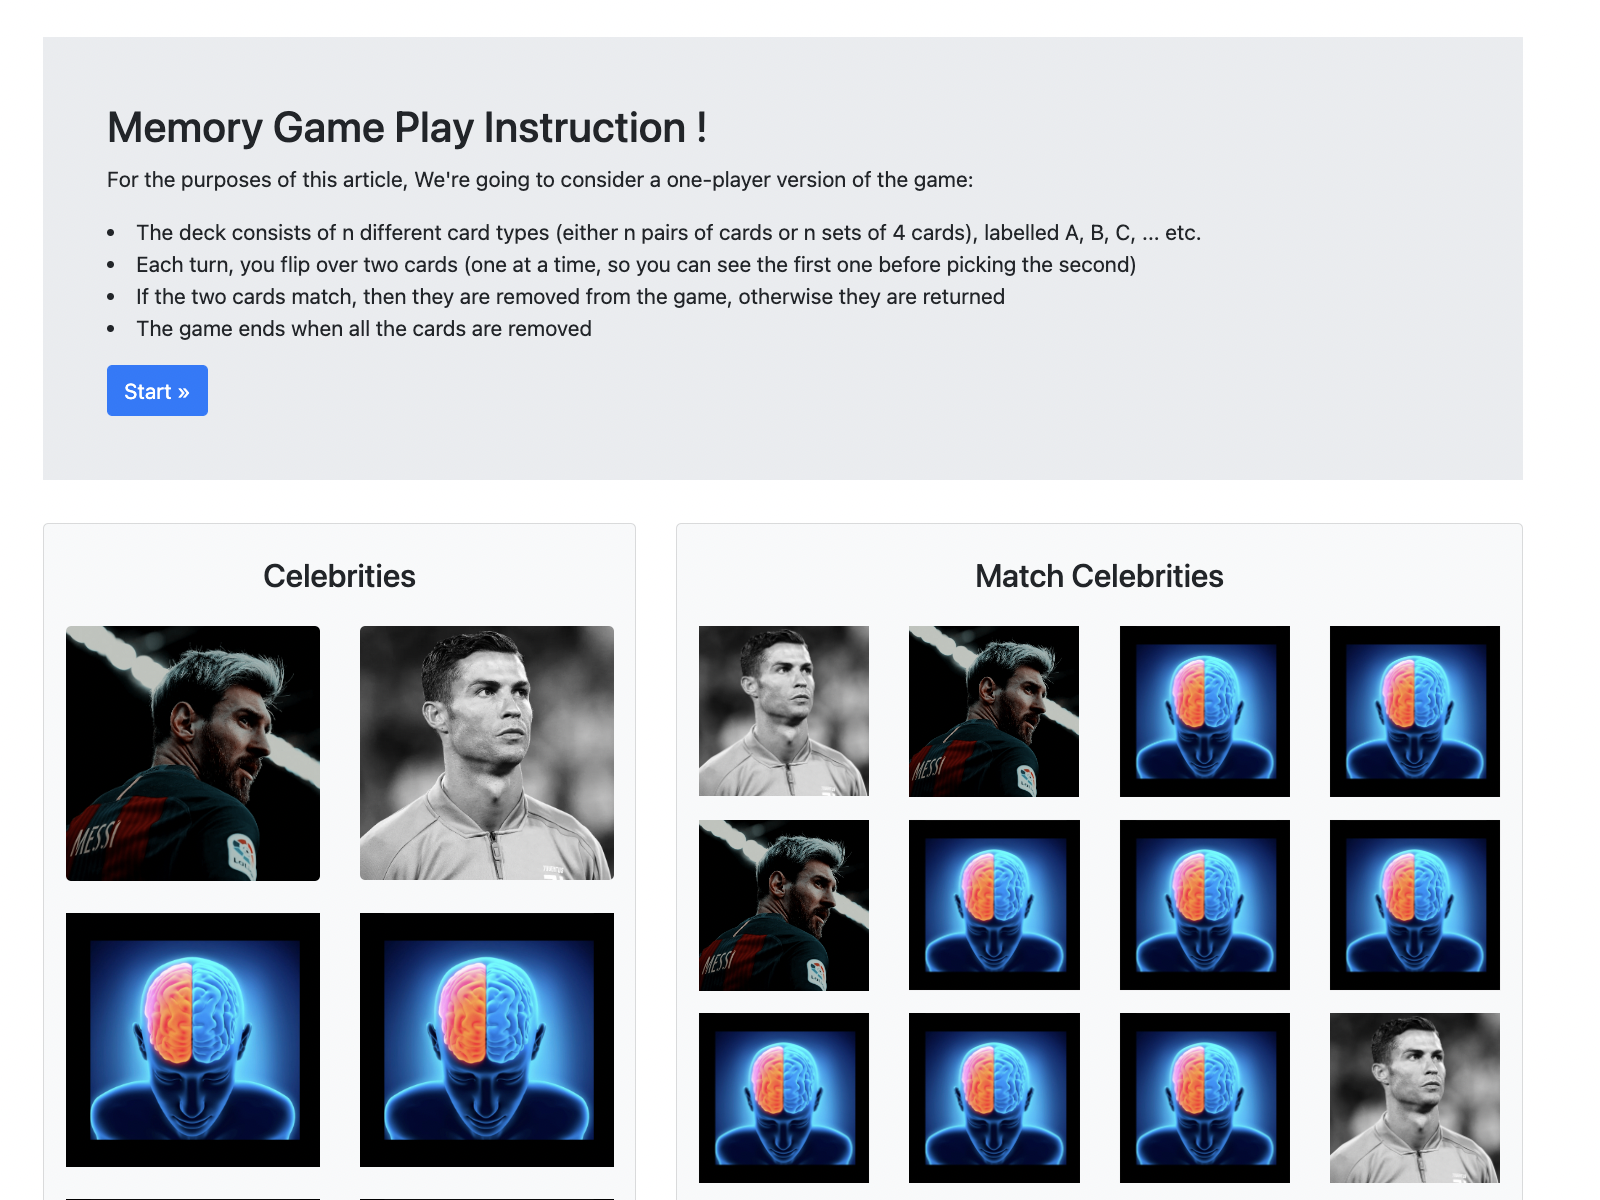 Memory Game Play Instruction !
For the purposes of this article, We're going to consider a one-player version of the game:
• The deck consists of n different card types (either n pairs of cards or n sets of 4 cards), labelled A, B, C, ... etc.
• Each turn, you flip over two cards (one at a time, so you can see the first one before picking the second)
• If the two cards match, then they are removed from the game, otherwise they are returned
• The game ends when all the cards are removed
Start »
Celebrities
Match Celebrities
MESSI
MESSI
MESSI